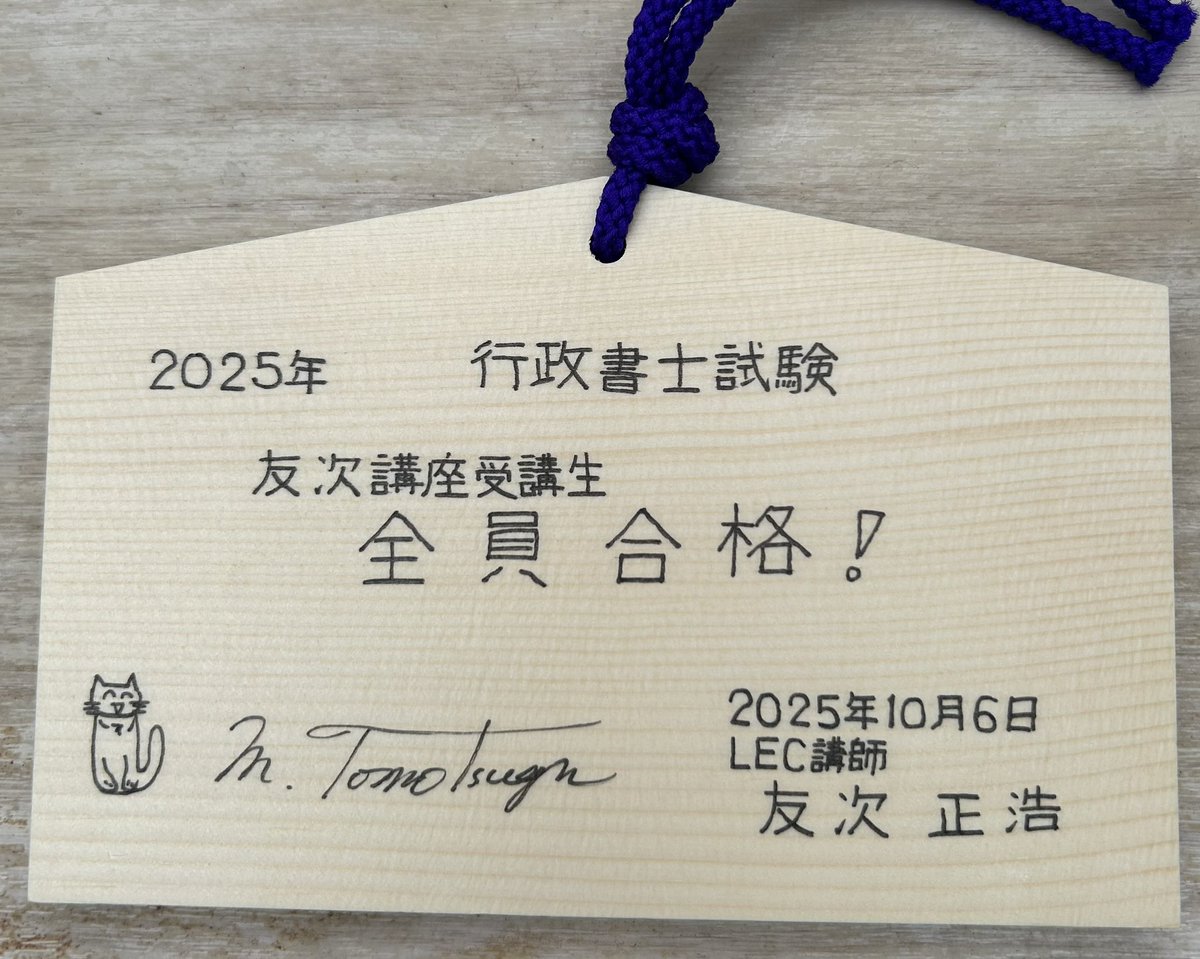 2025年 行政書士試験
友次講座受講生
全員合格!
M. Tomotsugu
2025年10月6日
LEC講師
友次 正浩